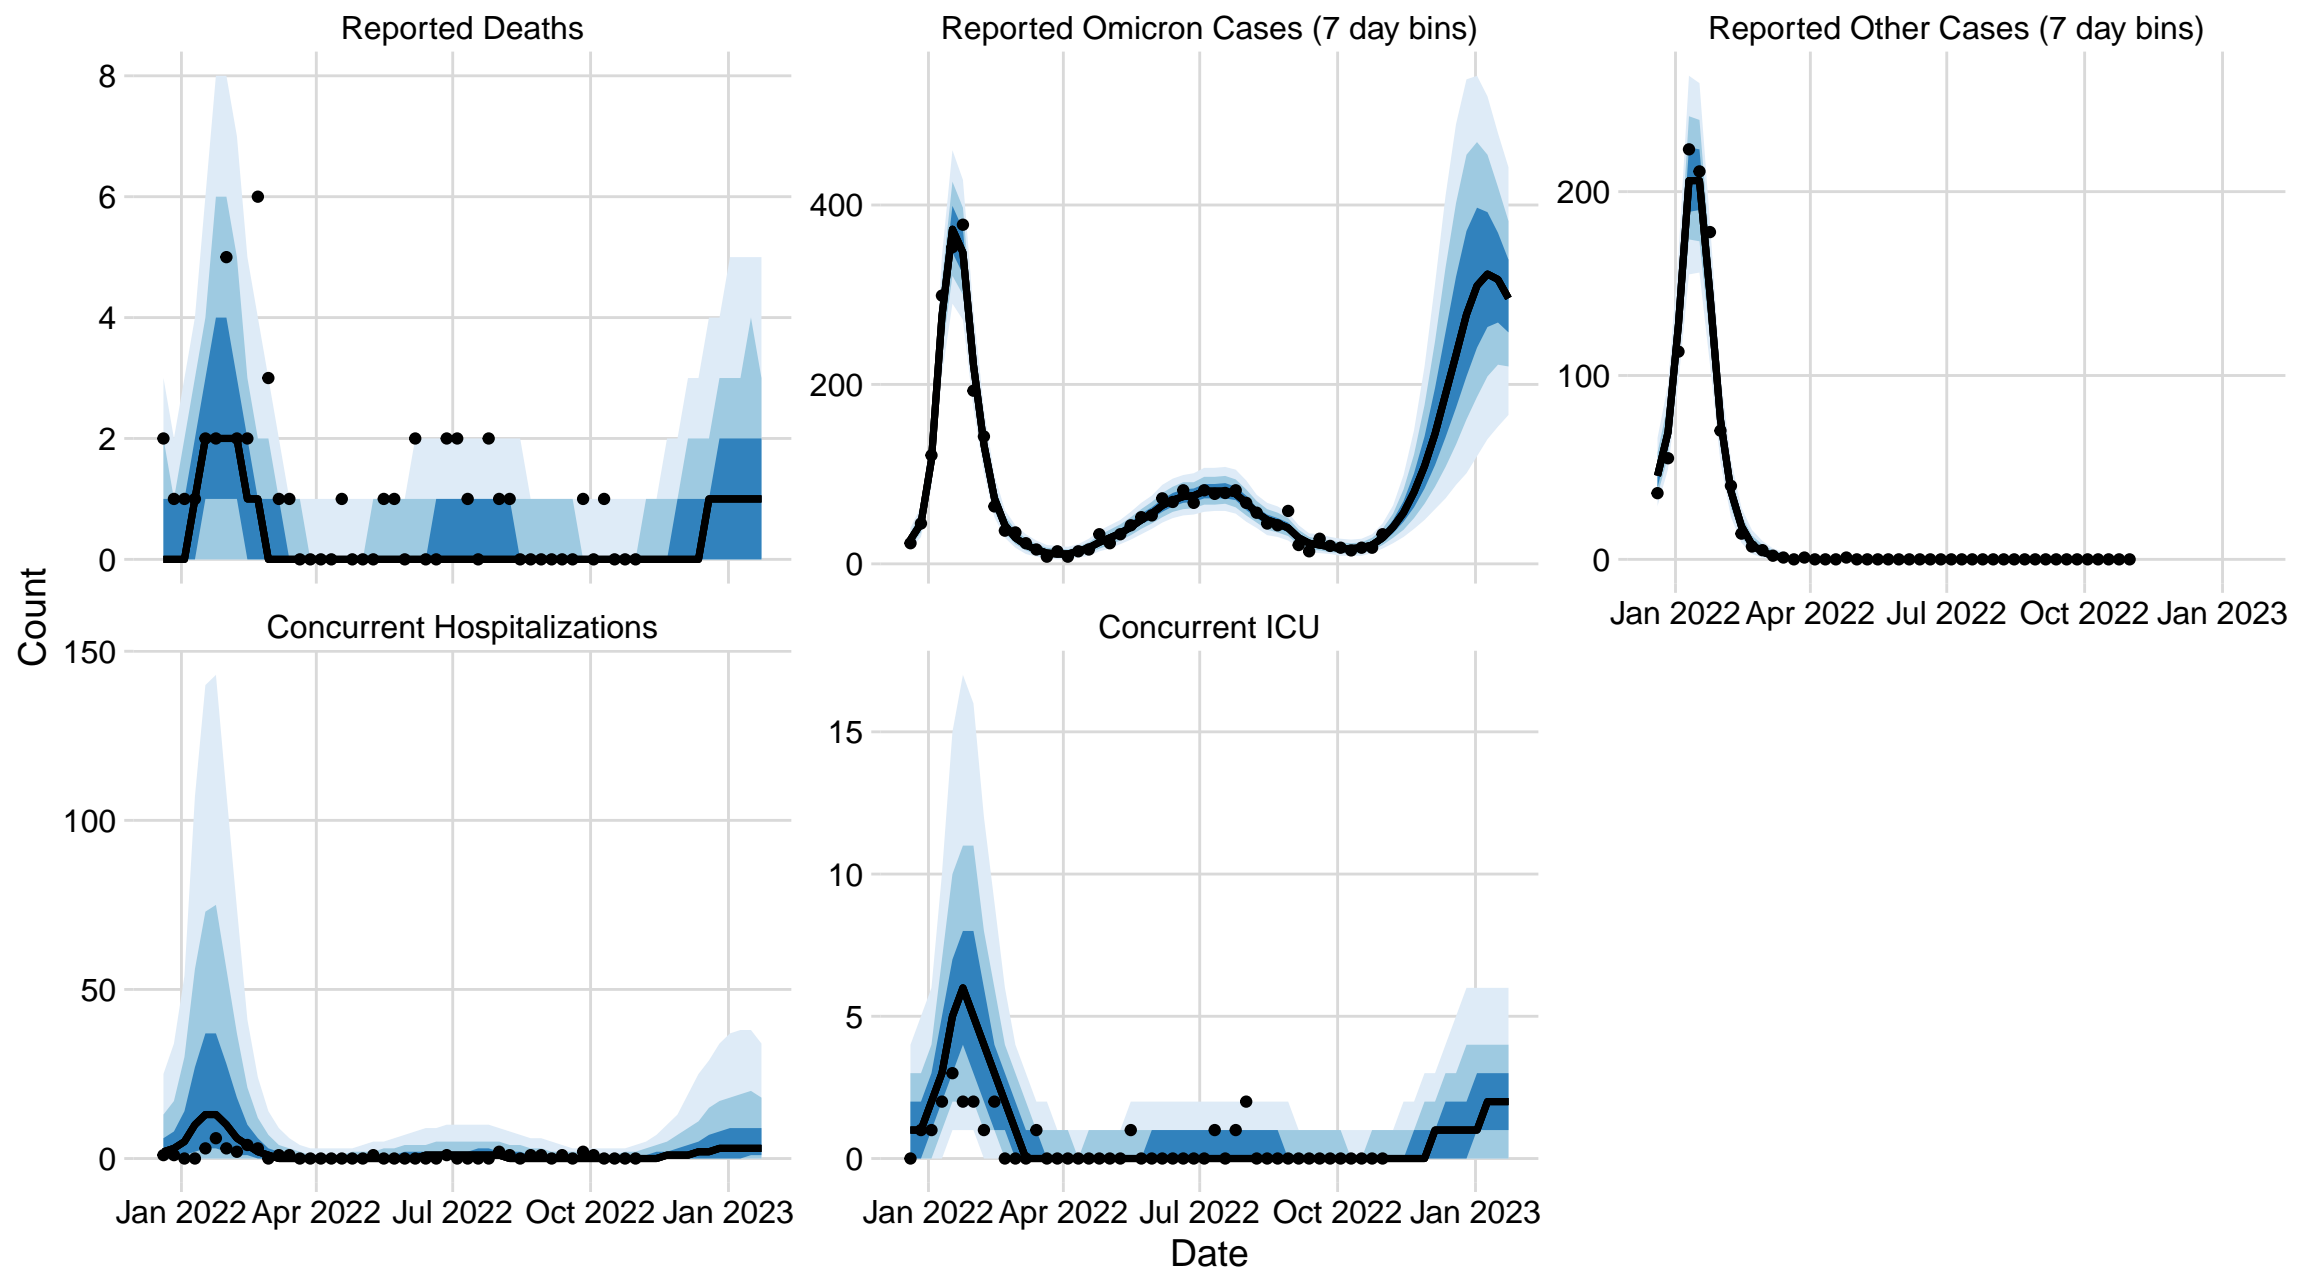 Reported Deaths
Reported Omicron Cases (7 day bins)
Reported Other Cases (7 day bins)
8
6
4
2
0
400
200
0
200
100
0
Jan 2022 Apr 2022 Jul 2022 Oct 2022 Jan 2023
Count
Concurrent Hospitalizations
Concurrent ICU
150
100
50
0
15
10
5
0
Jan 2022 Apr 2022 Jul 2022 Oct 2022 Jan 2023
Jan 2022 Apr 2022 Jul 2022 Oct 2022 Jan 2023
Date